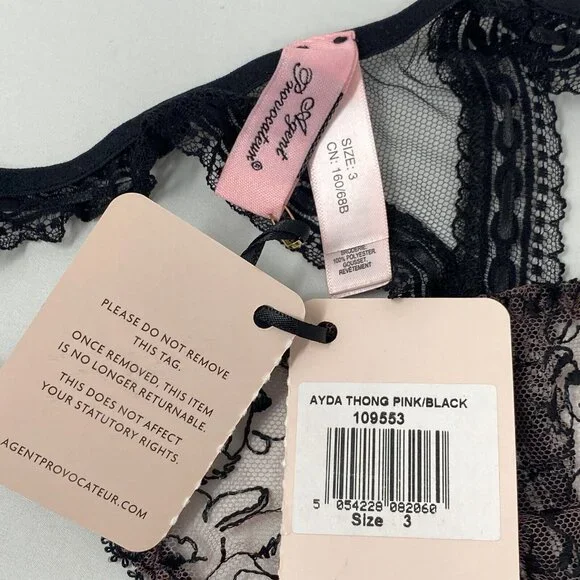 Agent
Provocateur®
SIZE: 3
CN: 160/68B
BRODERIE:
100% POLYESTER.
GOUSSET,
REVÊTEMENT
PLEASE DO NOT REMOVE
THIS TAG.
ONCE REMOVED, THIS ITEM
IS NO LONGER RETURNABLE.
THIS DOES NOT AFFECT
YOUR STATUTORY RIGHTS.
AGENTPROVOCATEUR.COM
AYDA THONG PINK/BLACK
109553
5 054228 082060
Size 3